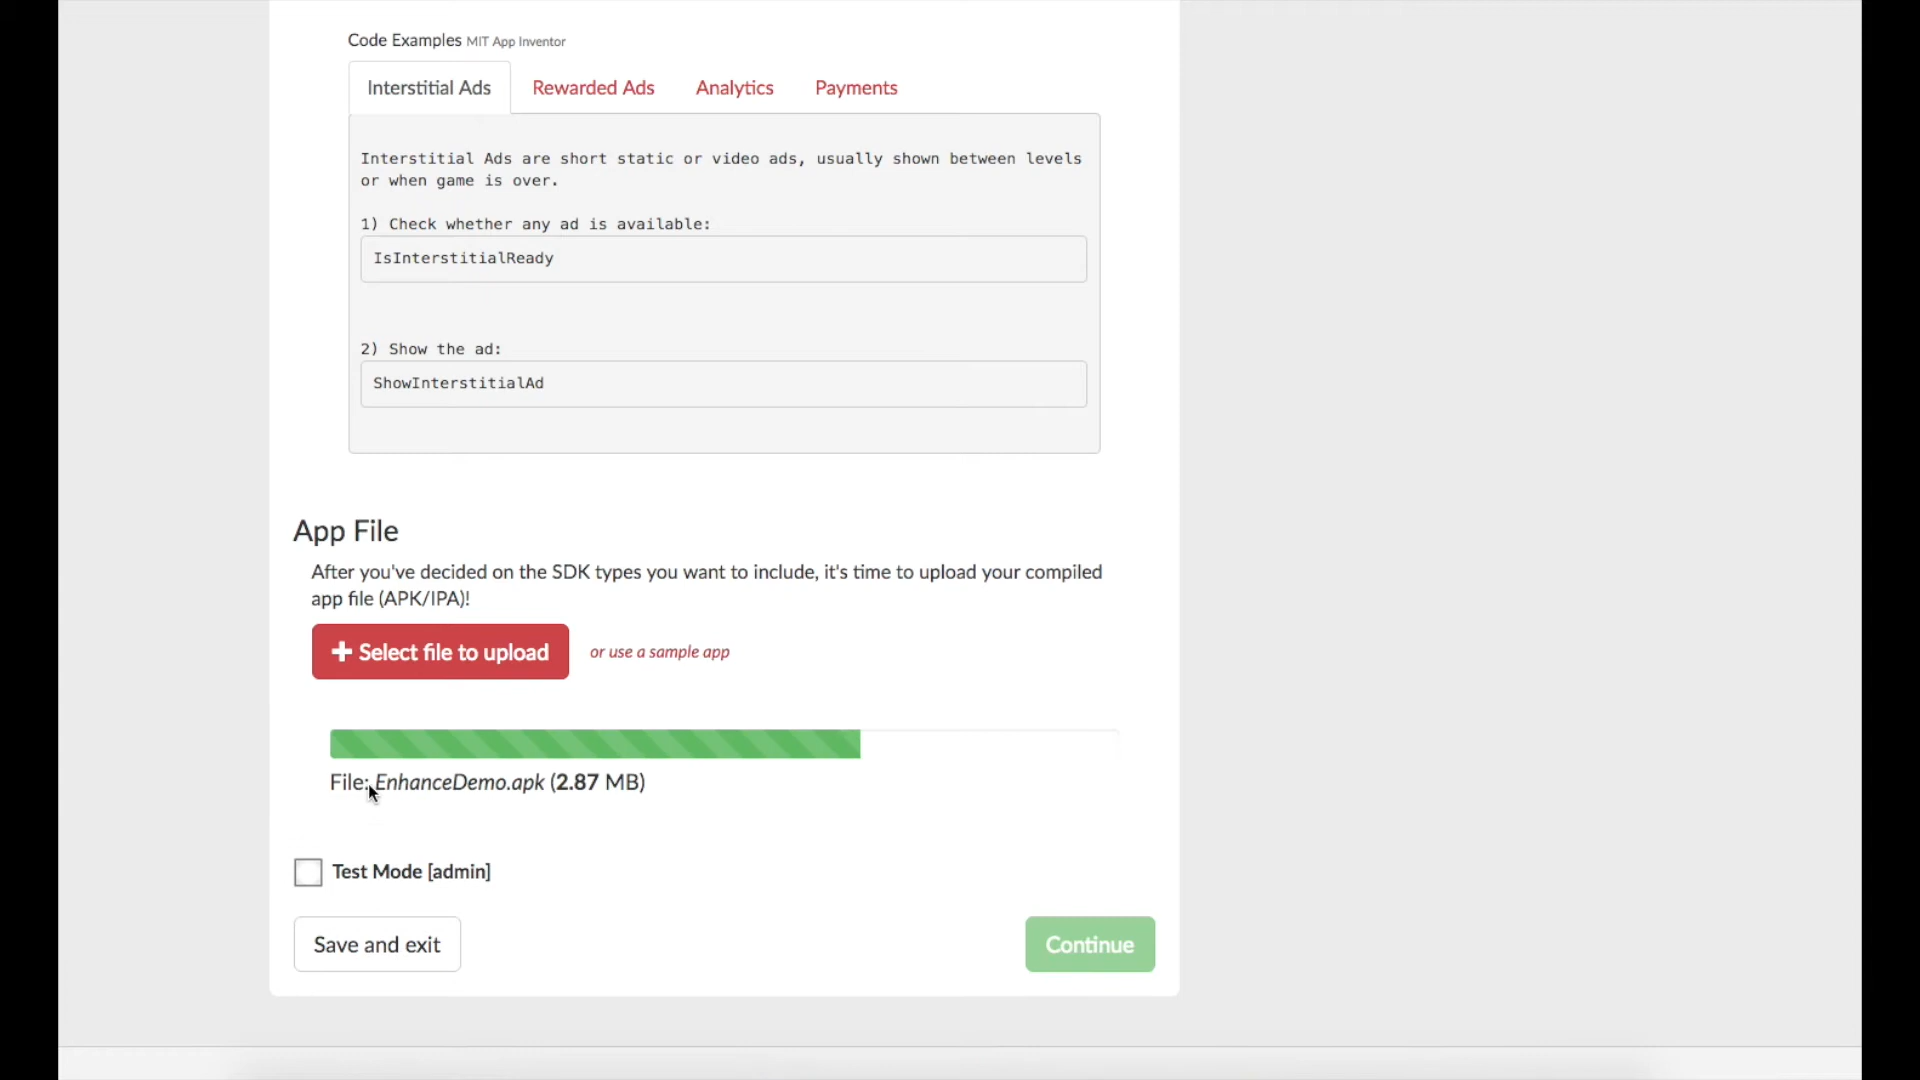 Code Examples MIT App Inventor
Interstitial Ads Rewarded Ads Analytics Payments
Interstitial Ads are short static or video ads, usually shown between levels
or when game is over.
1) Check whether any ad is available:
IsInterstitialReady
2) Show the ad:
ShowInterstitialAd
App File
After you've decided on the SDK types you want to include, it's time to upload your compiled
app file (APK/IPA)!
Select file to upload or use a sample app
File: EnhanceDemo.apk (2.87 MB)
Test Mode [admin]
Save and exit Continue